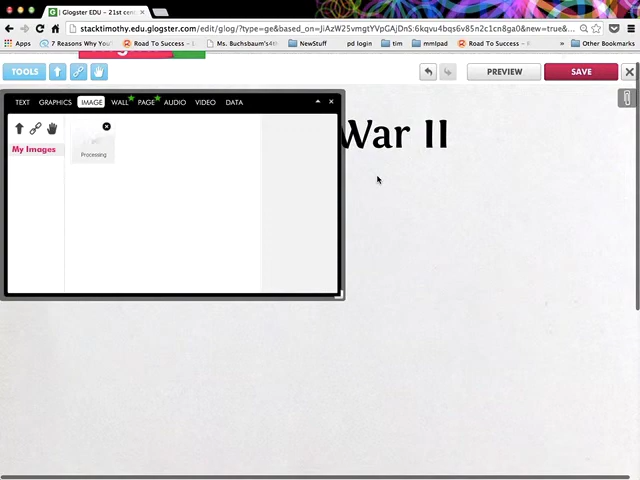 Glogster EDU – 21st cen
stacktimothy.edu.glogster.com/edit/glog/?type=ge&based_on=JiAzW25vmgtYVpGAJDnS:6kqvu4bqs6v85n2c1cn8ga0&new=true&...
Apps 7 Reasons Why You' Road To Success – L Ms. Buchsbaum's4th NewStuff pd login tim mmlpad Road To Success – R Other Bookmarks
TOOLS PREVIEW SAVE
TEXT GRAPHICS IMAGE WALL PAGE AUDIO VIDEO DATA
War II
My Images
Processing